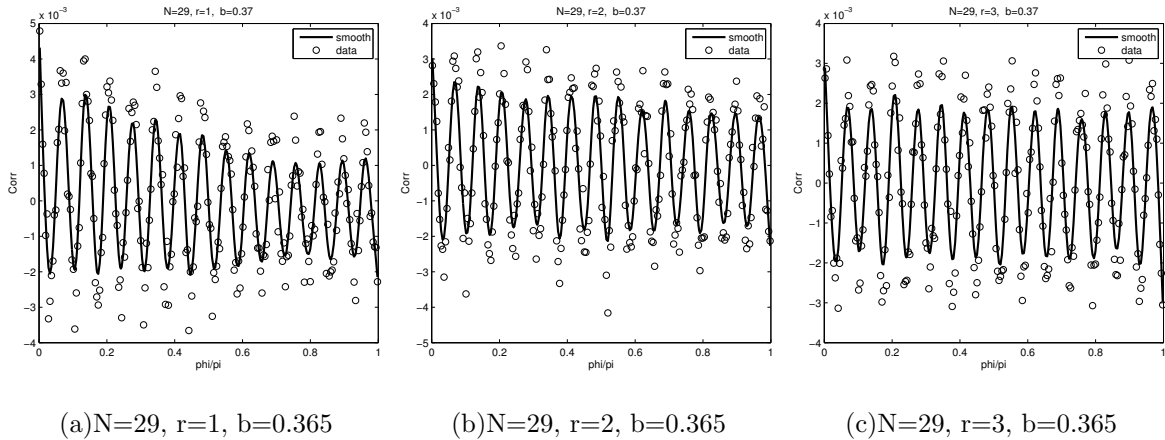 N=29, r=1, b=0.37
x 10⁻³
5
4
3
2
1
0
−1
−2
−3
−4
Corr
0
0.2
0.4
0.6
0.8
1
phi/pi
smooth
data
(a)N=29, r=1, b=0.365
N=29, r=2, b=0.37
x 10⁻³
4
3
2
1
0
−1
−2
−3
−4
−5
Corr
0
0.2
0.4
0.6
0.8
1
phi/pi
smooth
data
(b)N=29, r=2, b=0.365
N=29, r=3, b=0.37
x 10⁻³
4
3
2
1
0
−1
−2
−3
−4
Corr
0
0.2
0.4
0.6
0.8
1
phi/pi
smooth
data
(c)N=29, r=3, b=0.365